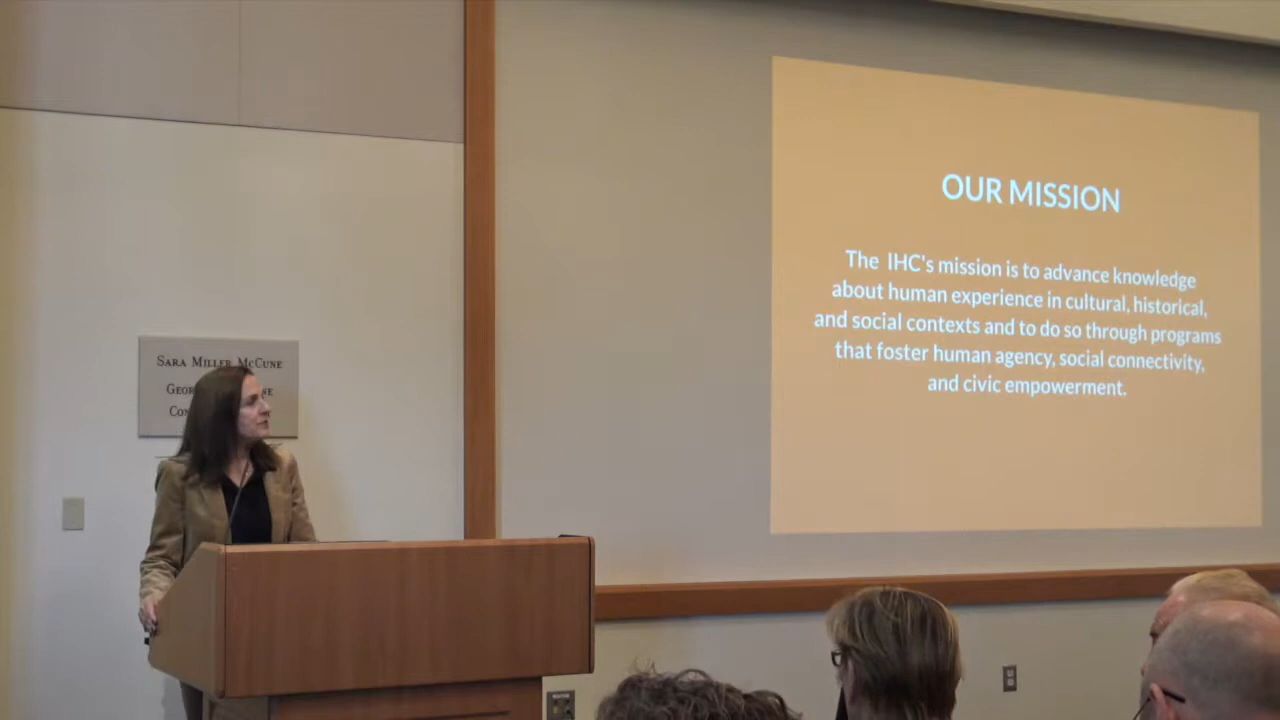 OUR MISSION
The IHC's mission is to advance knowledge
about human experience in cultural, historical,
and social contexts and to do so through programs
that foster human agency, social connectivity,
and civic empowerment.
SARA MILLER MCCUNE